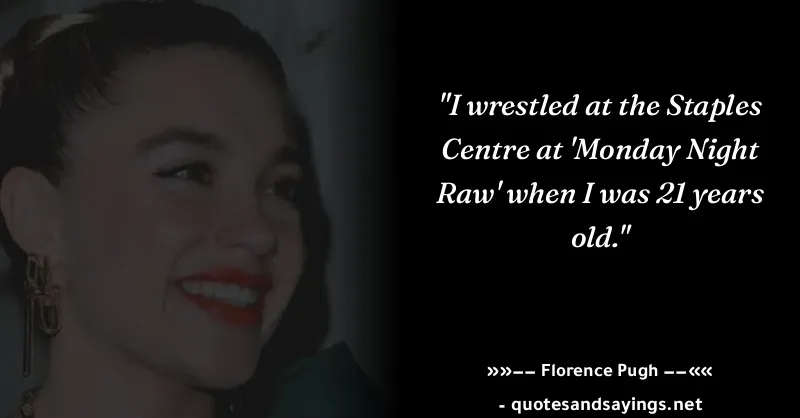 "I wrestled at the Staples
Centre at 'Monday Night
Raw' when I was 21 years
old."
»»—— Florence Pugh ——««
- quotesandsayings.net